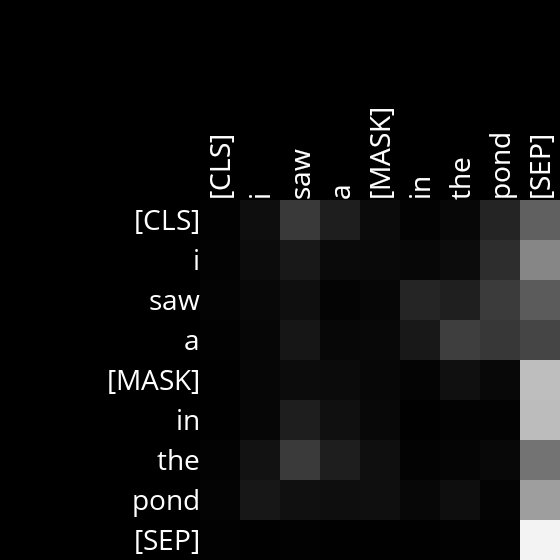 [CLS] i saw a [MASK] in the pond [SEP]
[CLS]
i
saw
a
[MASK]
in
the
pond
[SEP]